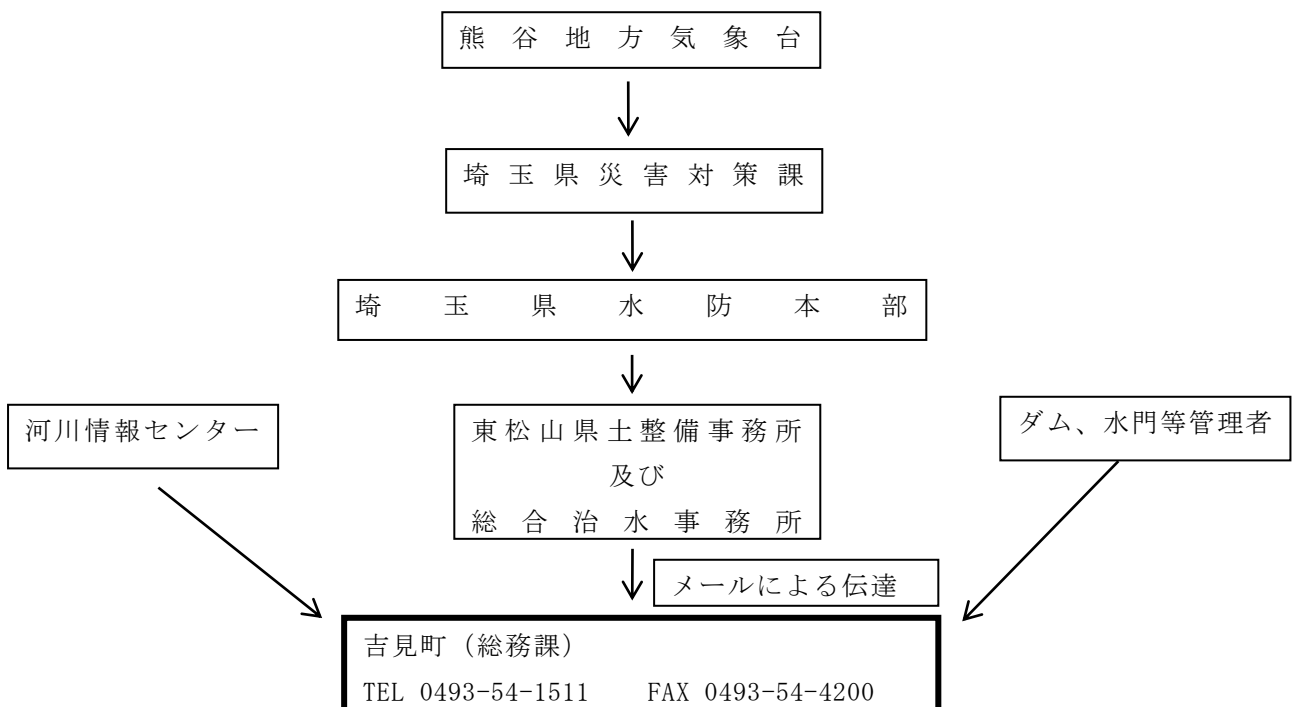 熊谷地方気象台
埼玉県災害対策課
埼玉県水防本部
河川情報センター
東松山県土整備事務所
及び
総合治水事務所
ダム、水門等管理者
メールによる伝達
吉見町（総務課）
TEL 0493-54-1511 FAX 0493-54-4200